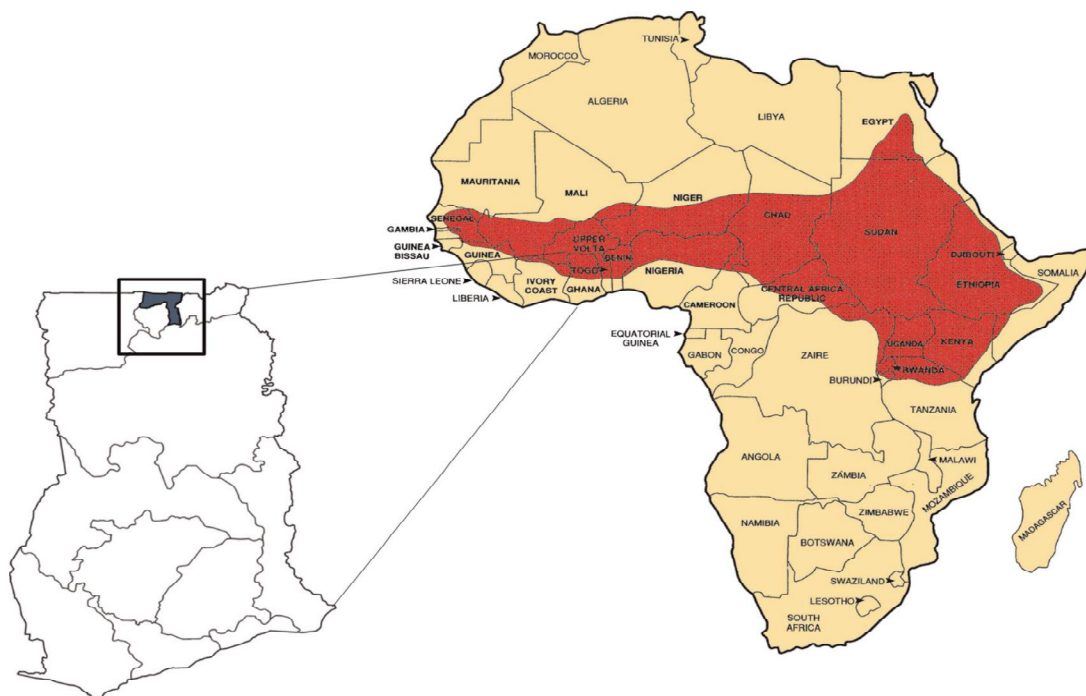 TUNISIA
MOROCCO
ALGERIA
LIBYA
EGYPT
MAURITANIA
MALI
NIGER
CHAD
SUDAN
SENEGAL
GAMBIA
GUINEA
BISSAU
GUINEA
UPPER
VOLTA
BENIN
TOGO
NIGERIA
DJIBOUTI
SOMALIA
ETHIOPIA
SIERRA LEONE
IVORY
COAST
GHANA
LIBERIA
CAMEROON
CENTRAL AFRICA
REPUBLIC
EQUATORIAL
GUINEA
GABON
CONGO
ZAIRE
UGANDA
KENYA
RWANDA
BURUNDI
TANZANIA
ANGOLA
ZAMBIA
MALAWI
MOZAMBIQUE
ZIMBABWE
NAMIBIA
BOTSWANA
MADAGASCAR
SWAZILAND
LESOTHO
SOUTH
AFRICA